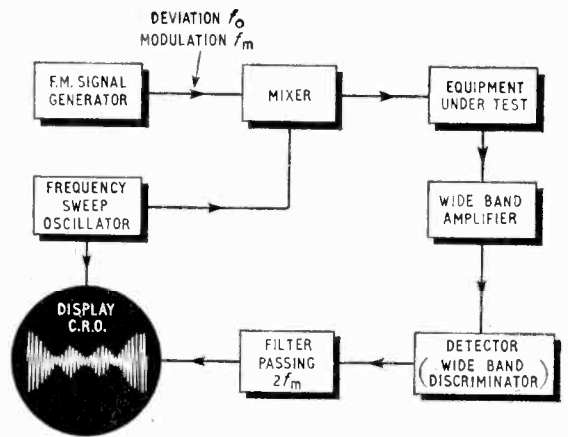 DEVIATION fo
MODULATION fm
F.M. SIGNAL
GENERATOR
MIXER
EQUIPMENT
UNDER TEST
FREQUENCY
SWEEP
OSCILLATOR
WIDE BAND
AMPLIFIER
DISPLAY
C.R.O.
FILTER
PASSING
2fm
DETECTOR
(WIDE BAND
DISCRIMINATOR)